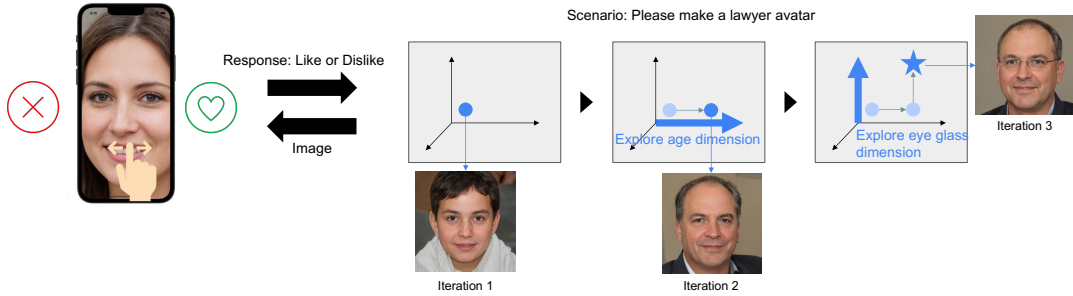 Scenario: Please make a lawyer avatar
Response: Like or Dislike
Image
Explore age dimension
Explore eye glass
dimension
Iteration 1
Iteration 2
Iteration 3